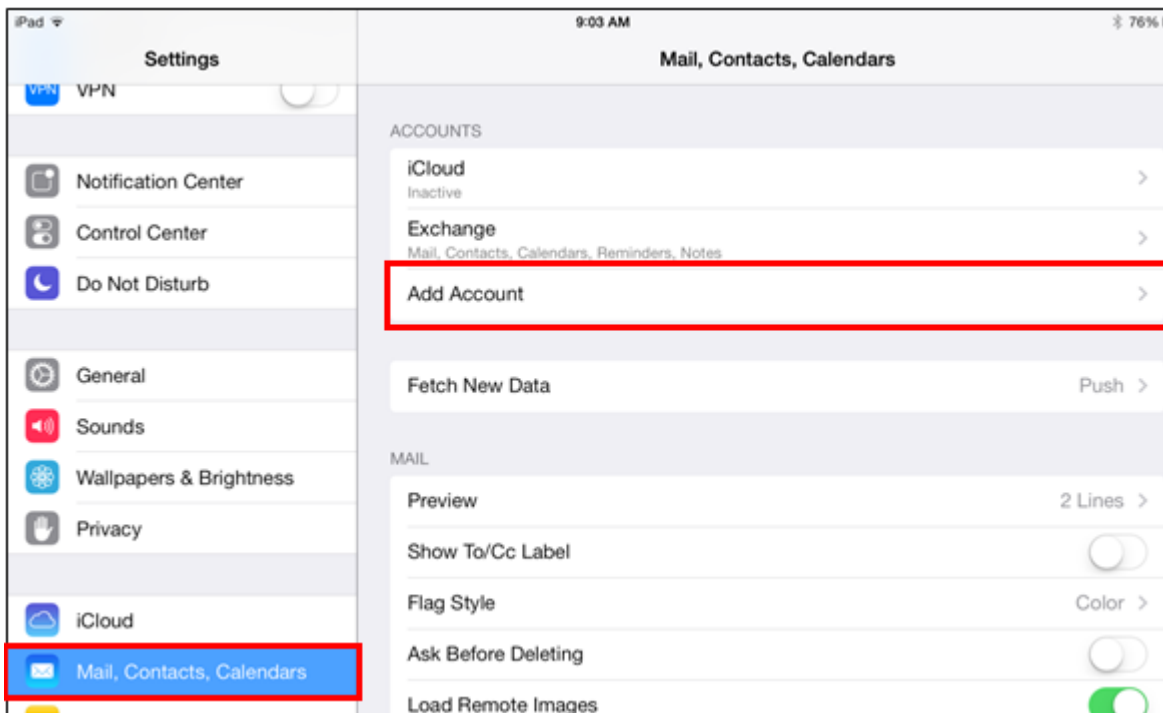 iPad
9:03 AM
76%
Settings
Mail, Contacts, Calendars
VPN VPN
Notification Center
Control Center
Do Not Disturb
General
Sounds
Wallpapers & Brightness
Privacy
iCloud
Mail, Contacts, Calendars
ACCOUNTS
iCloud
Inactive
Exchange
Mail, Contacts, Calendars, Reminders, Notes
Add Account
Fetch New Data Push
MAIL
Preview 2 Lines
Show To/Cc Label
Flag Style Color
Ask Before Deleting
Load Remote Images